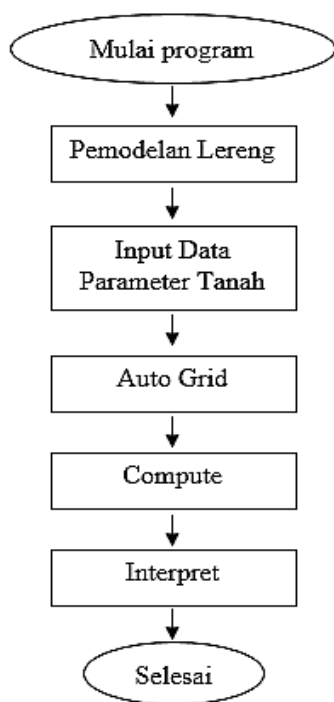 Mulai program
Pemodelan Lereng
Input Data
Parameter Tanah
Auto Grid
Compute
Interpret
Selesai